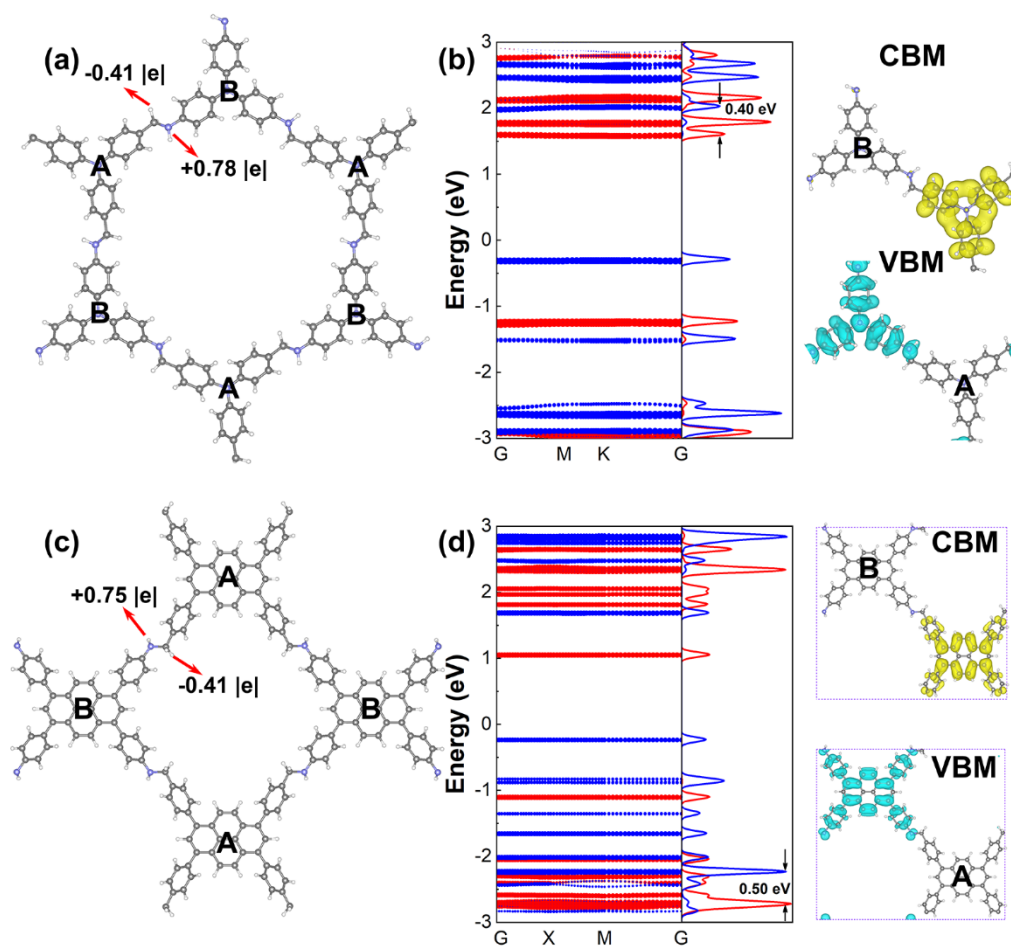 (a)
-0.41 |e|
+0.78 |e|
B
A
A
B
B
A
(b)
Energy (eV)
3
2
1
0
-1
-2
-3
G M K G
0.40 eV
CBM
B
VBM
A
(c)
+0.75 |e|
-0.41 |e|
A
B
B
A
(d)
Energy (eV)
3
2
1
0
-1
-2
-3
G X M G
0.50 eV
CBM
B
VBM
A